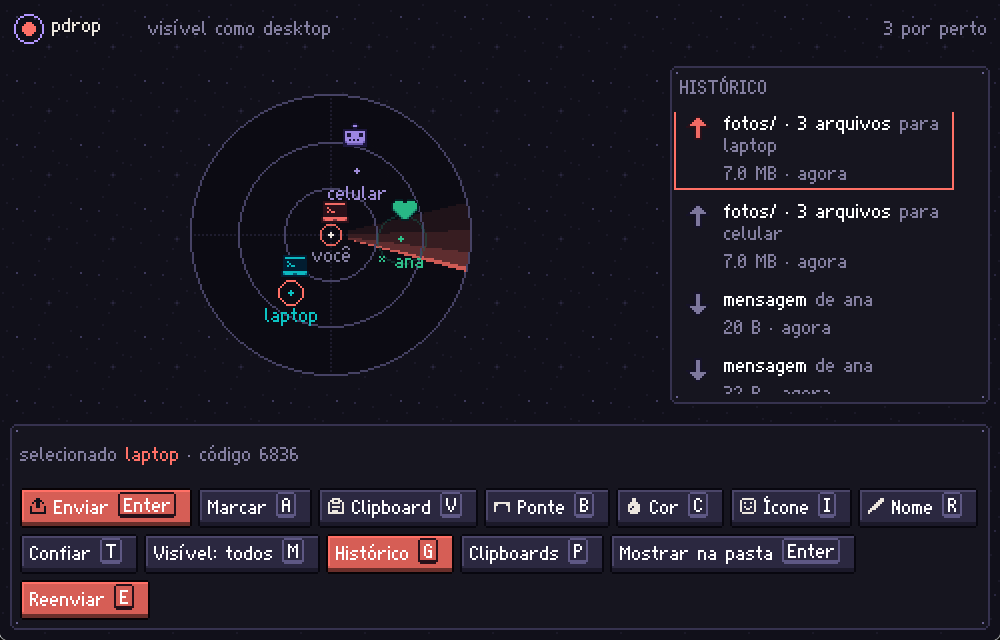 pdrop
visível como desktop
3 por perto
HISTÓRICO
fotos/ · 3 arquivos para
laptop
7.0 MB · agora
fotos/ · 3 arquivos para
celular
7.0 MB · agora
mensagem de ana
20 B · agora
mensagem de ana
celular
você
× ana
laptop
selecionado laptop · código 6836
Enviar Enter
Marcar A
Clipboard V
Ponte B
Cor C
Ícone I
Nome R
Confiar T
Visível: todos M
Histórico G
Clipboards P
Mostrar na pasta Enter
Reenviar E